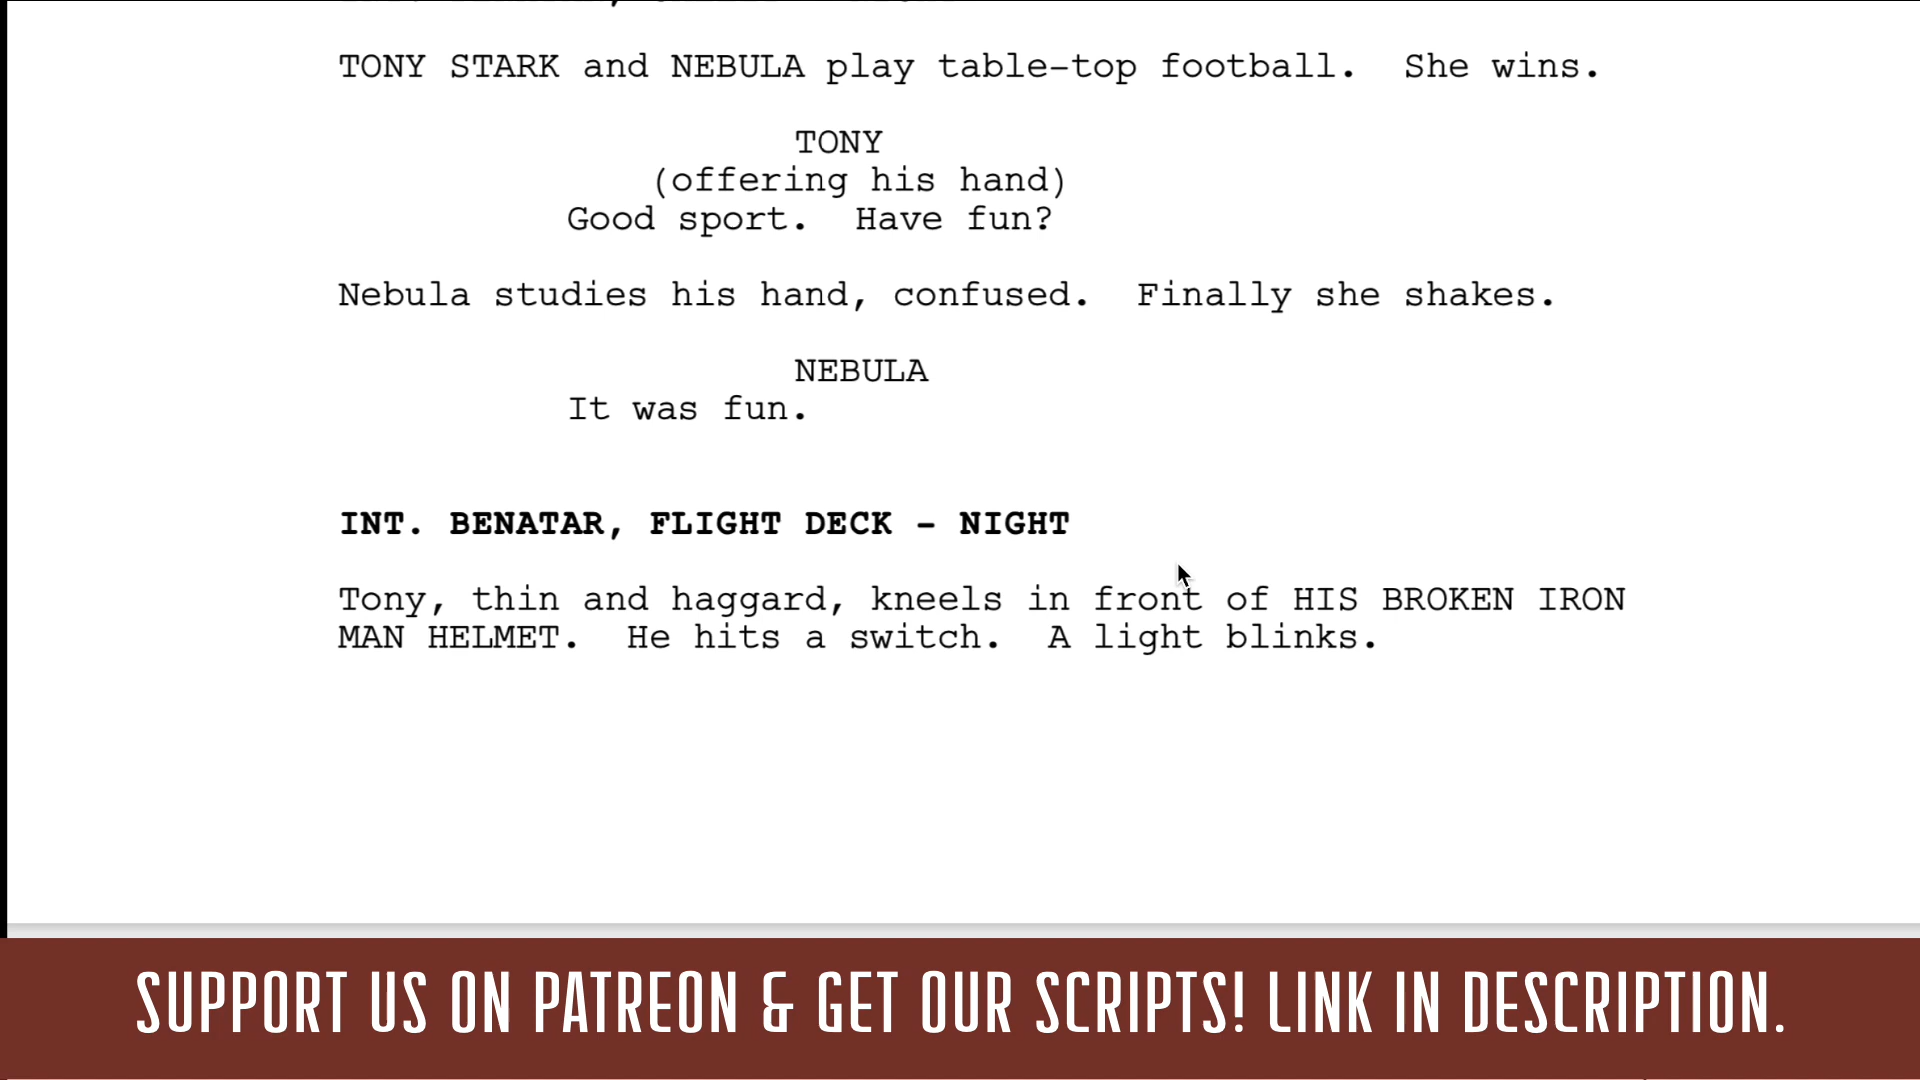 TONY STARK and NEBULA play table-top football.  She wins.
TONY
(offering his hand)
Good sport.  Have fun?
Nebula studies his hand, confused.  Finally she shakes.
NEBULA
It was fun.
INT. BENATAR, FLIGHT DECK - NIGHT
Tony, thin and haggard, kneels in front of HIS BROKEN IRON
MAN HELMET.  He hits a switch.  A light blinks.
SUPPORT US ON PATREON & GET OUR SCRIPTS! LINK IN DESCRIPTION.